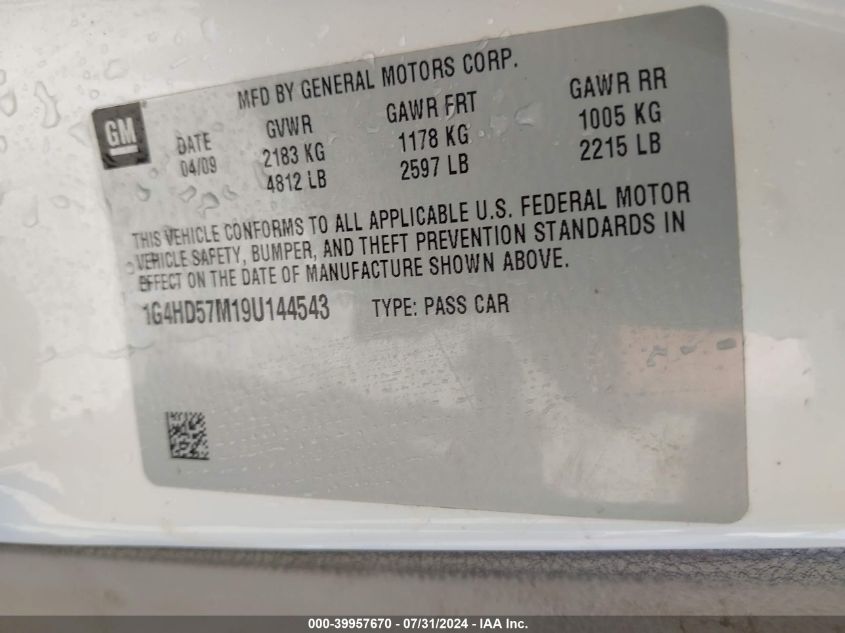 MFD BY GENERAL MOTORS CORP.
GM
DATE GVWR GAWR FRT GAWR RR
04/09 2183 KG 1178 KG 1005 KG
4812 LB 2597 LB 2215 LB
THIS VEHICLE CONFORMS TO ALL APPLICABLE U.S. FEDERAL MOTOR
VEHICLE SAFETY, BUMPER, AND THEFT PREVENTION STANDARDS IN
EFFECT ON THE DATE OF MANUFACTURE SHOWN ABOVE.
1G4HD57M19U144543 TYPE: PASS CAR
000-39957670 / 07/31/2024 - IAA Inc.